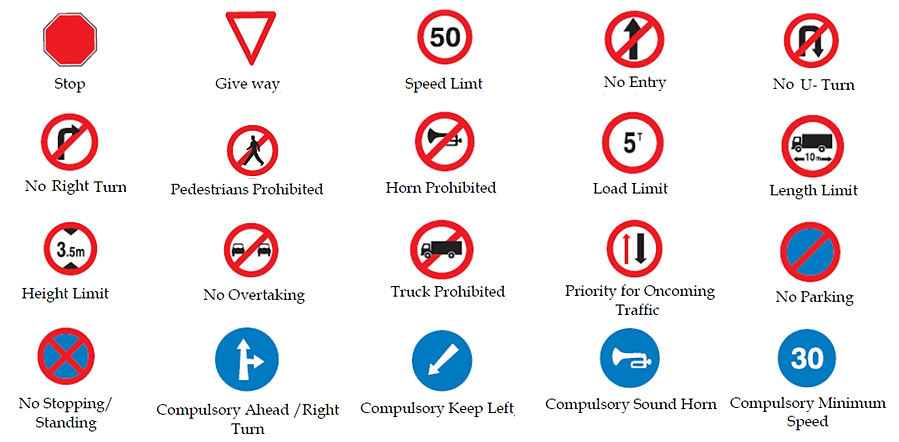 50
Stop
Give way
Speed Limt
No Entry
No U- Turn
5T
10m
No Right Turn
Pedestrians Prohibited
Horn Prohibited
Load Limit
Length Limit
3.5m
Height Limit
No Overtaking
Truck Prohibited
Priority for Oncoming
Traffic
No Parking
30
No Stopping/
Standing
Compulsory Ahead /Right
Turn
Compulsory Keep Left,
Compulsory Sound Horn
Compulsory Minimum
Speed